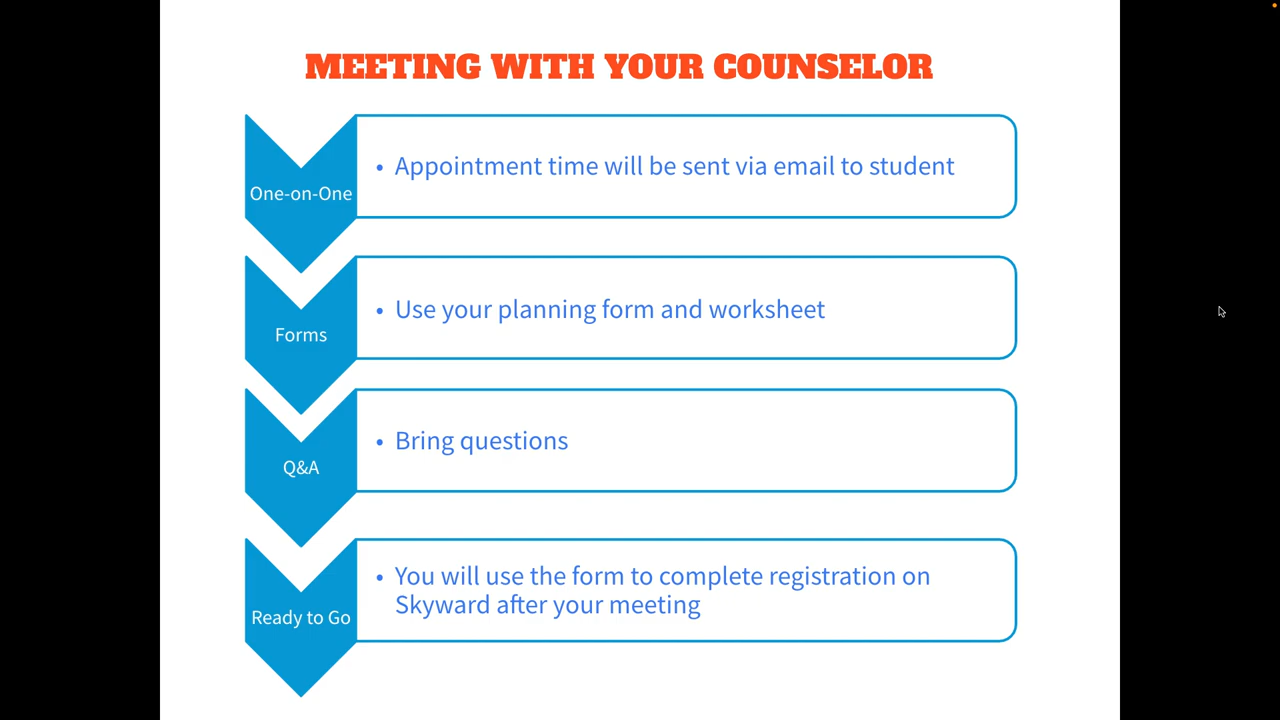 MEETING WITH YOUR COUNSELOR
One-on-One
• Appointment time will be sent via email to student
Forms
• Use your planning form and worksheet
Q&A
• Bring questions
Ready to Go
• You will use the form to complete registration on
Skyward after your meeting